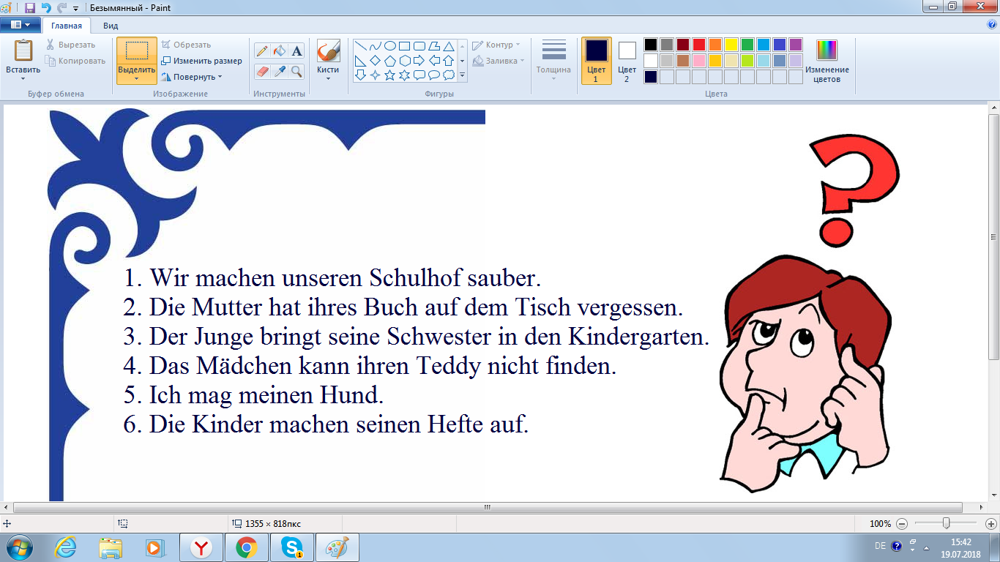 Безымянный - Paint
Главная Вид
Вставить
Вырезать
Копировать
Буфер обмена
Выделить
Обрезать
Изменить размер
Повернуть
Изображение
A
Инструменты
Кисти
Контур
Заливка
Фигуры
Толщина
Цвет 1
Цвет 2
Изменение цветов
Цвета
?
1. Wir machen unseren Schulhof sauber.
2. Die Mutter hat ihres Buch auf dem Tisch vergessen.
3. Der Junge bringt seine Schwester in den Kindergarten.
4. Das Mädchen kann ihren Teddy nicht finden.
5. Ich mag meinen Hund.
6. Die Kinder machen seinen Hefte auf.
1355 × 818пкс 100%
DE 15:42
19.07.2018